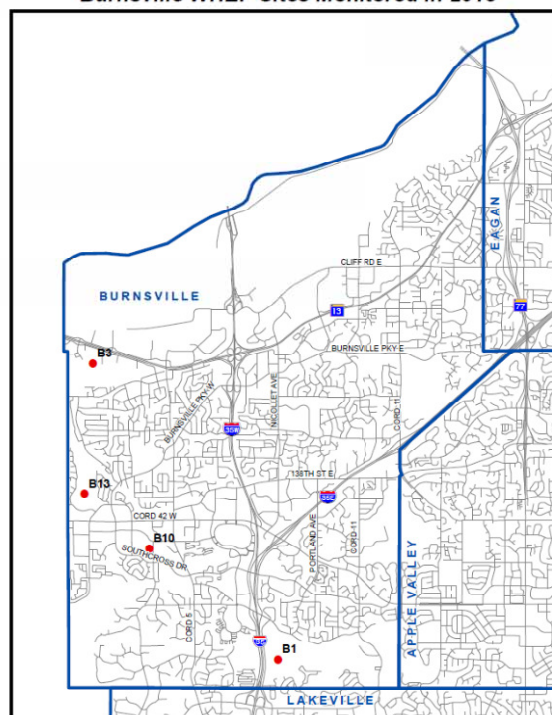 EAGAN
CLIFF RD E
BURNSVILLE
77
13
B3
BURNSVILLE PKY E
BURNSVILLE PKY W
NICOLLET AVE
CORD 11
35W
138TH ST E
B13
35E
CORD 42 W
PORTLAND AVE
CORD 11
B10
SOUTHCROSS DR
APPLE VALLEY
CORD 5
35
B1
LAKEVILLE